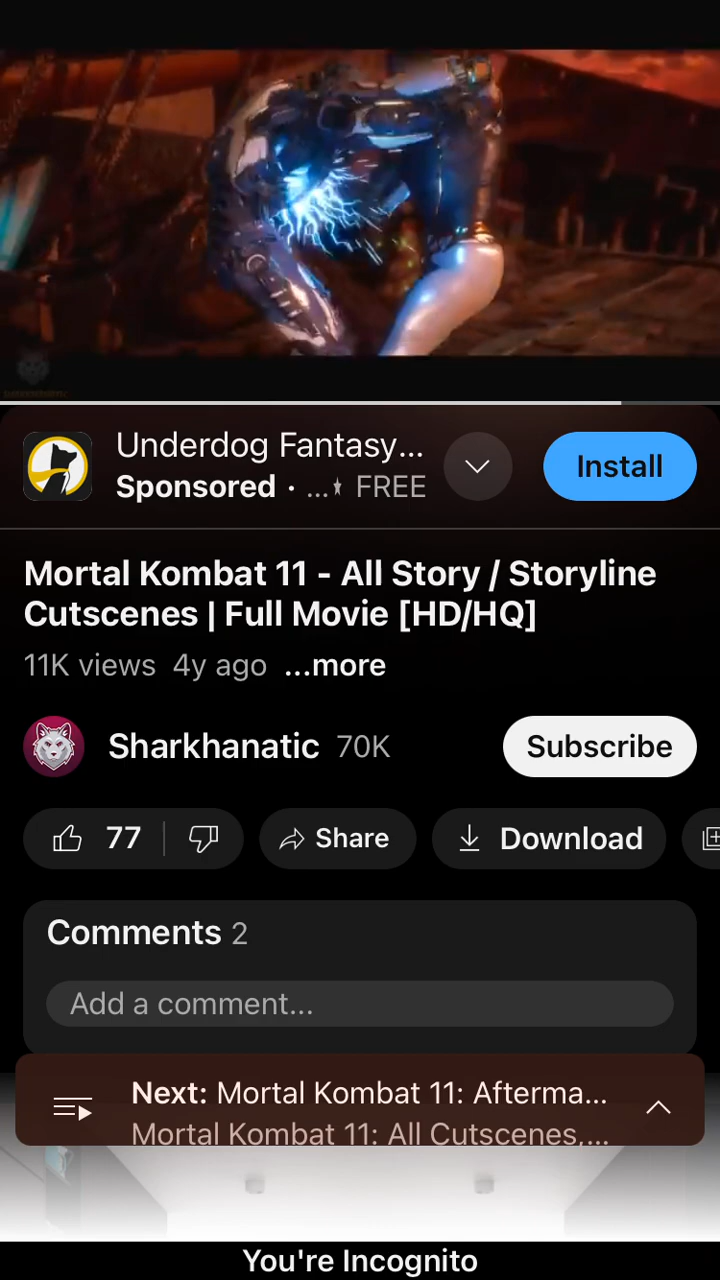 Underdog Fantasy...
Sponsored · ... FREE
Install
Mortal Kombat 11 - All Story / Storyline
Cutscenes | Full Movie [HD/HQ]
11K views 4y ago ...more
Sharkhanatic 70K
Subscribe
77
Share
Download
Comments 2
Add a comment...
Next: Mortal Kombat 11: Afterma...
Mortal Kombat 11: All Cutscenes,...
You're Incognito